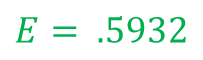 E = .5932